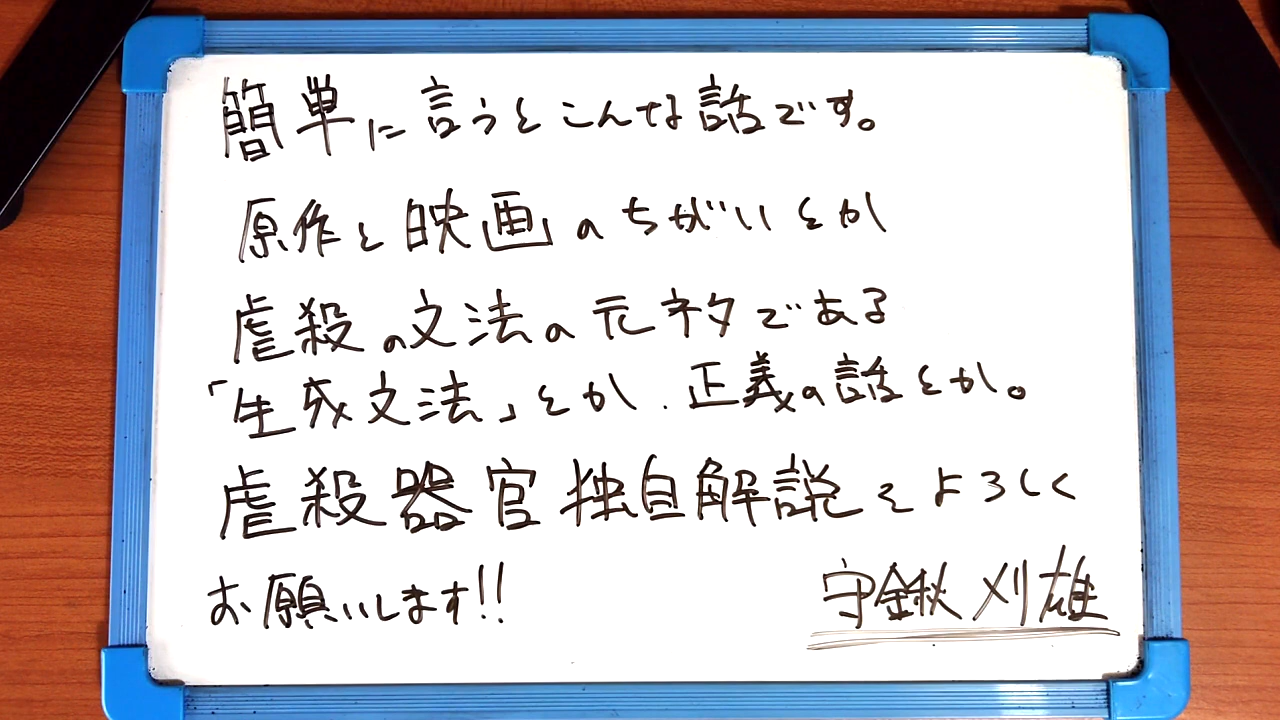 簡単に言うとこんな話です。
原作と映画のちがいとか
虐殺の文法の元ネタである
「生成文法」とか、正義の話とか。
虐殺器官独自解説をよろしく
お願いします!!
守鍬 刈雄